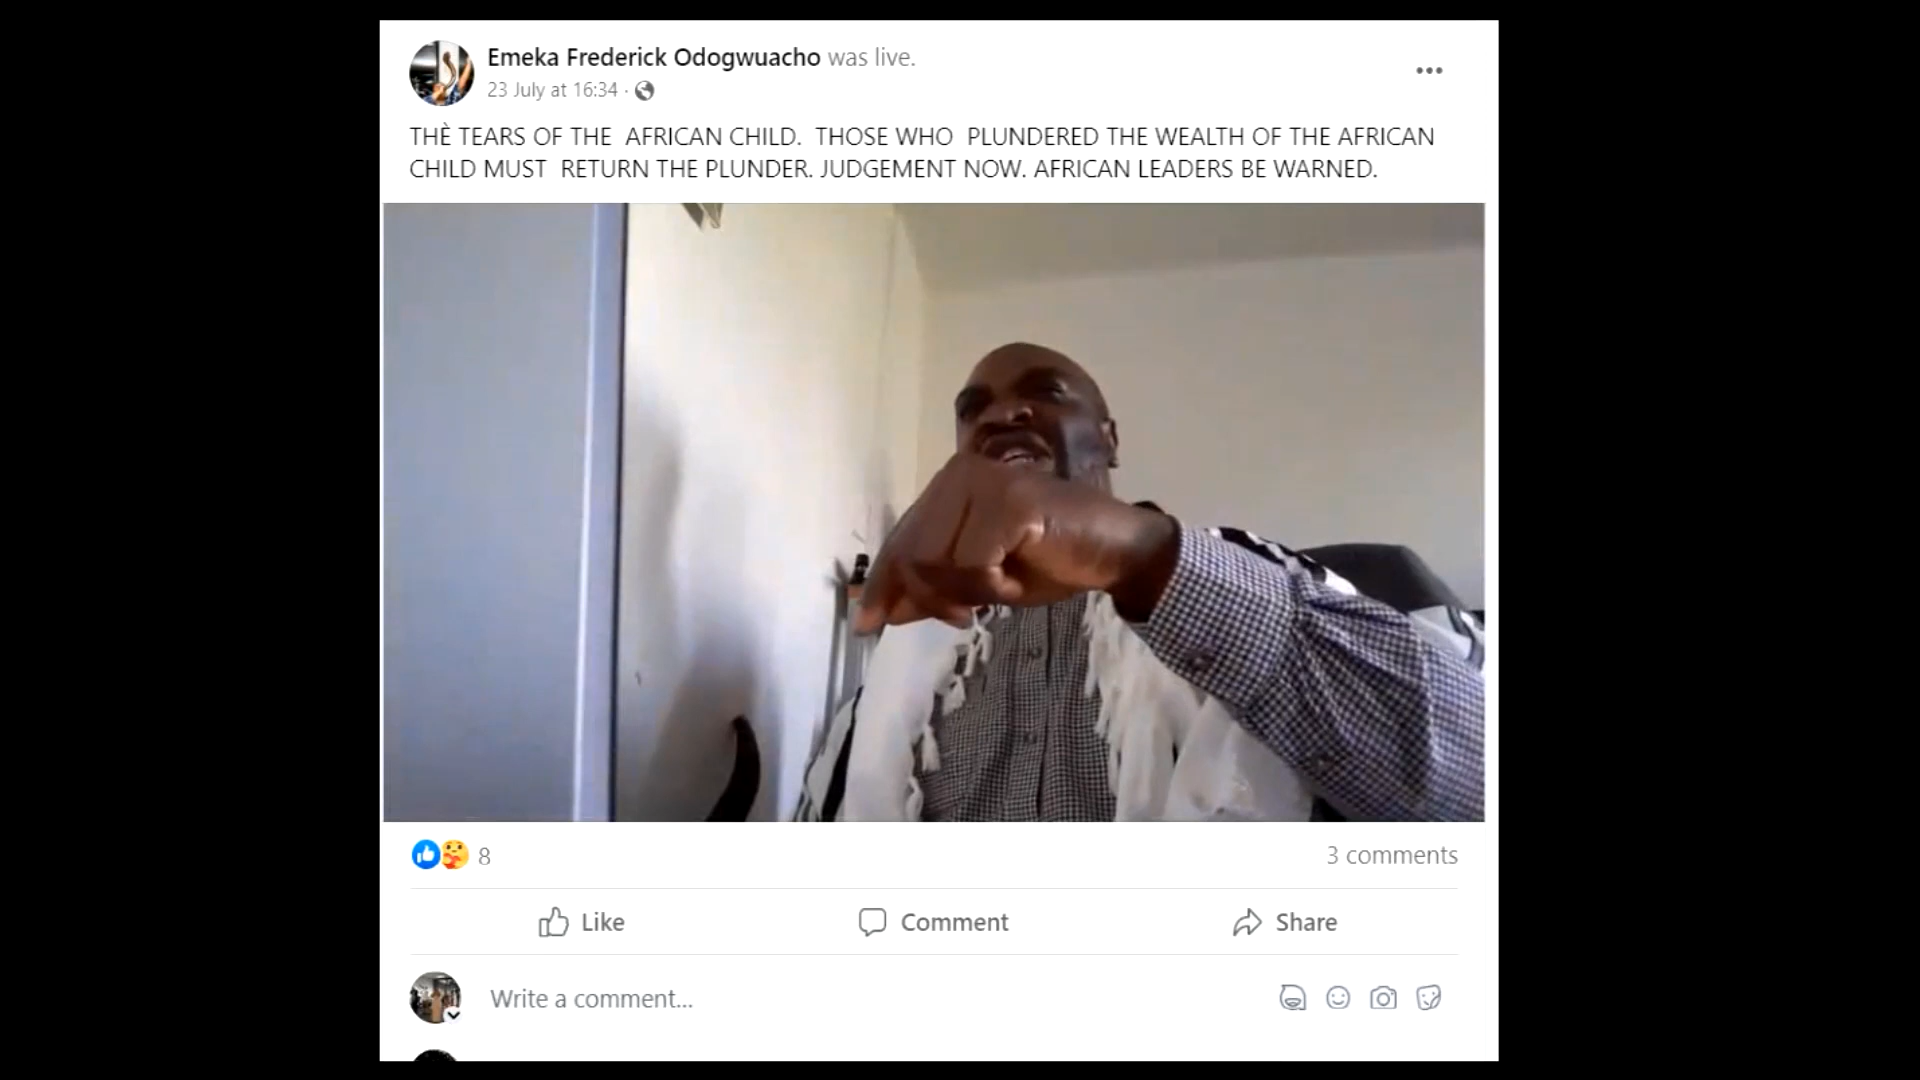 Emeka Frederick Odogwuacho was live.
23 July at 16:34 ·
THÈ TEARS OF THE AFRICAN CHILD. THOSE WHO PLUNDERED THE WEALTH OF THE AFRICAN
CHILD MUST RETURN THE PLUNDER. JUDGEMENT NOW. AFRICAN LEADERS BE WARNED.
8
3 comments
Like
Comment
Share
Write a comment...